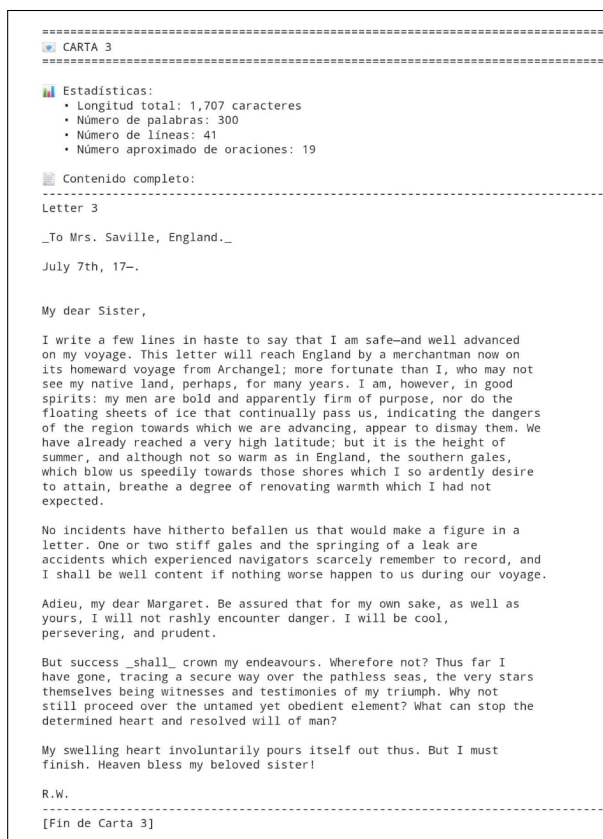 ================================================================================
CARTA 3
================================================================================
Estadísticas:
• Longitud total: 1,707 caracteres
• Número de palabras: 300
• Número de líneas: 41
• Número aproximado de oraciones: 19
Contenido completo:
--------------------------------------------------------------------------------
Letter 3
_To Mrs. Saville, England._
July 7th, 17—.
My dear Sister,
I write a few lines in haste to say that I am safe—and well advanced
on my voyage. This letter will reach England by a merchantman now on
its homeward voyage from Archangel; more fortunate than I, who may not
see my native land, perhaps, for many years. I am, however, in good
spirits: my men are bold and apparently firm of purpose, nor do the
floating sheets of ice that continually pass us, indicating the dangers
of the region towards which we are advancing, appear to dismay them. We
have already reached a very high latitude; but it is the height of
summer, and although not so warm as in England, the southern gales,
which blow us speedily towards those shores which I so ardently desire
to attain, breathe a degree of renovating warmth which I had not
expected.
No incidents have hitherto befallen us that would make a figure in a
letter. One or two stiff gales and the springing of a leak are
accidents which experienced navigators scarcely remember to record, and
I shall be well content if nothing worse happen to us during our voyage.
Adieu, my dear Margaret. Be assured that for my own sake, as well as
yours, I will not rashly encounter danger. I will be cool,
persevering, and prudent.
But success _shall_ crown my endeavours. Wherefore not? Thus far I
have gone, tracing a secure way over the pathless seas, the very stars
themselves being witnesses and testimonies of my triumph. Why not
still proceed over the untamed yet obedient element? What can stop the
determined heart and resolved will of man?
My swelling heart involuntarily pours itself out thus. But I must
finish. Heaven bless my beloved sister!
R.W.
--------------------------------------------------------------------------------
[Fin de Carta 3]